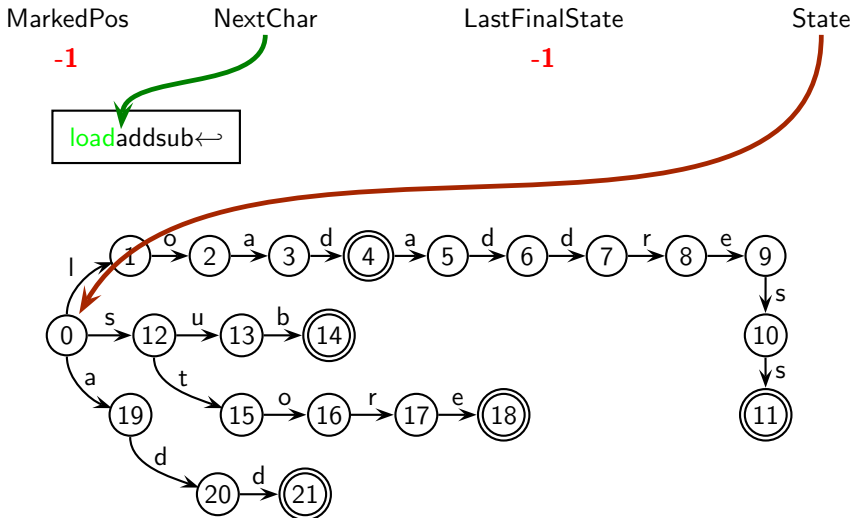 MarkedPos NextChar LastFinalState State
-1 -1
loadaddsub↩
o a d a d d r e
1 2 3 4 5 6 7 8 9
l s
s u b
0 12 13 14 10
t s
a o r e
19 15 16 17 18 11
d d
20 21